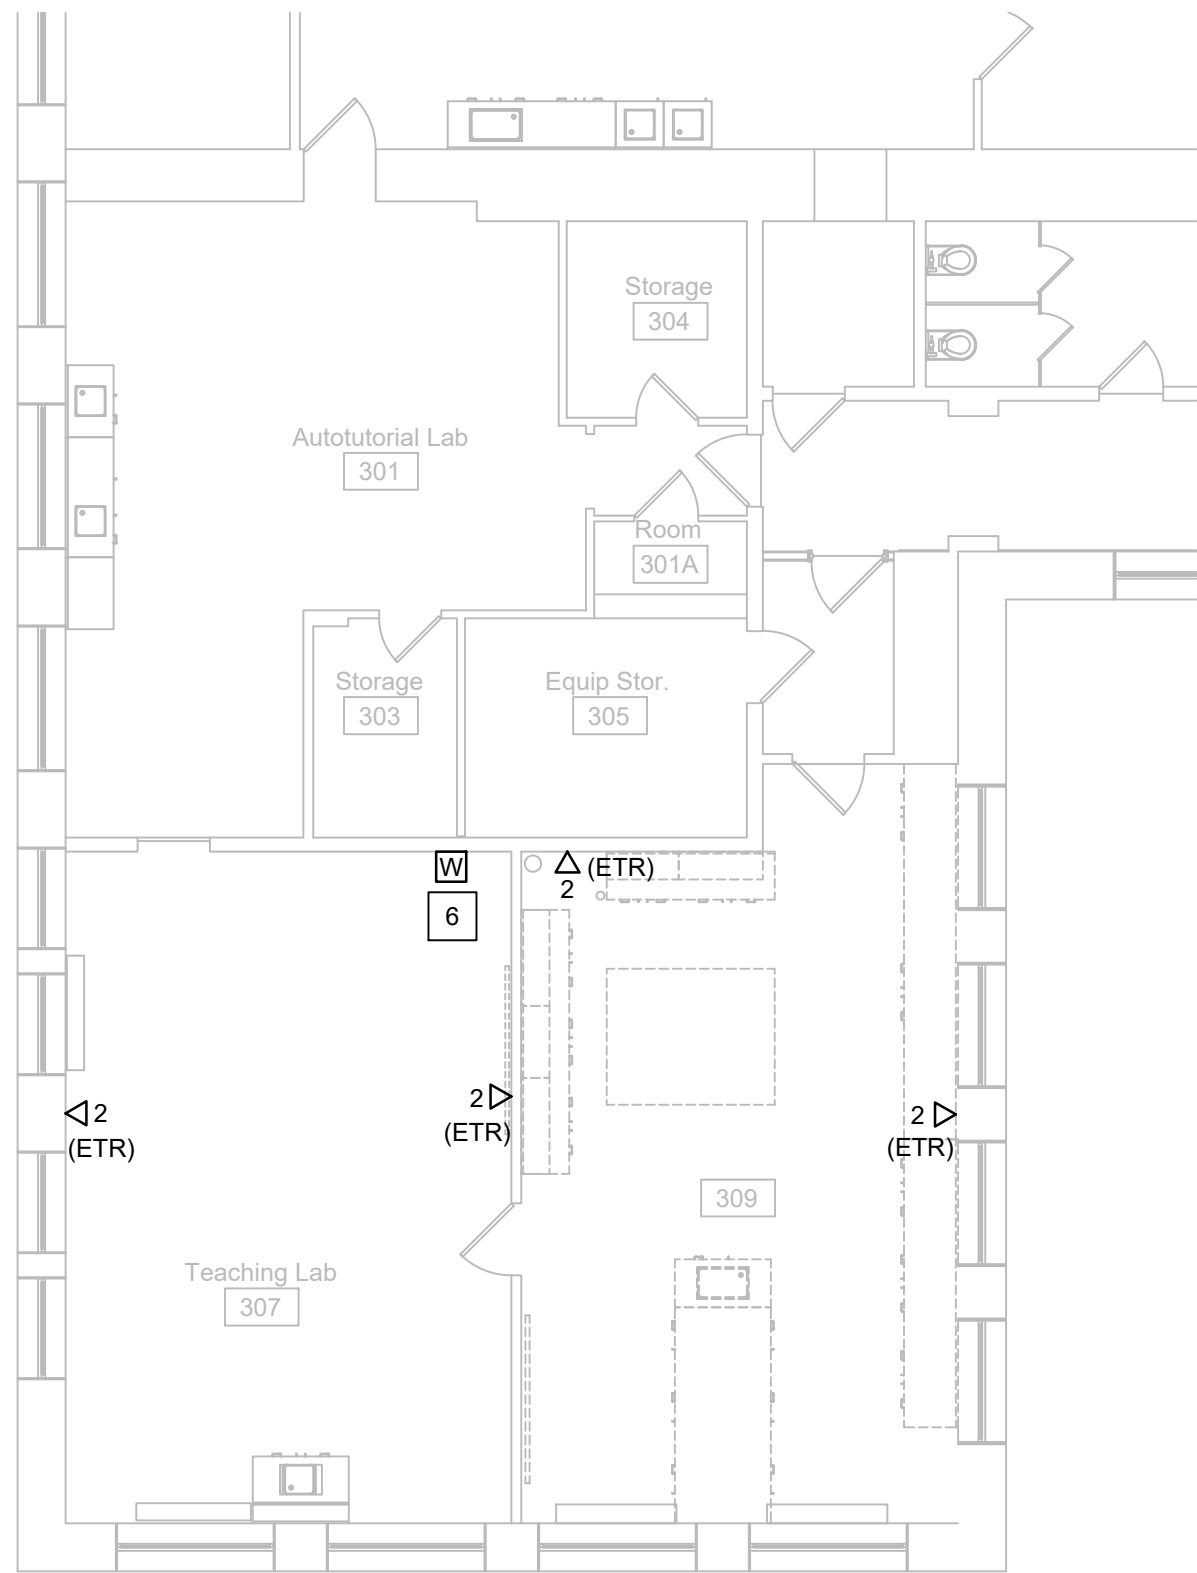 Storage
304
Autotutorial Lab
301
Room
301A
Storage
303
Equip Stor.
305
W
6
2
(ETR)
2
(ETR)
2
(ETR)
2
(ETR)
309
Teaching Lab
307